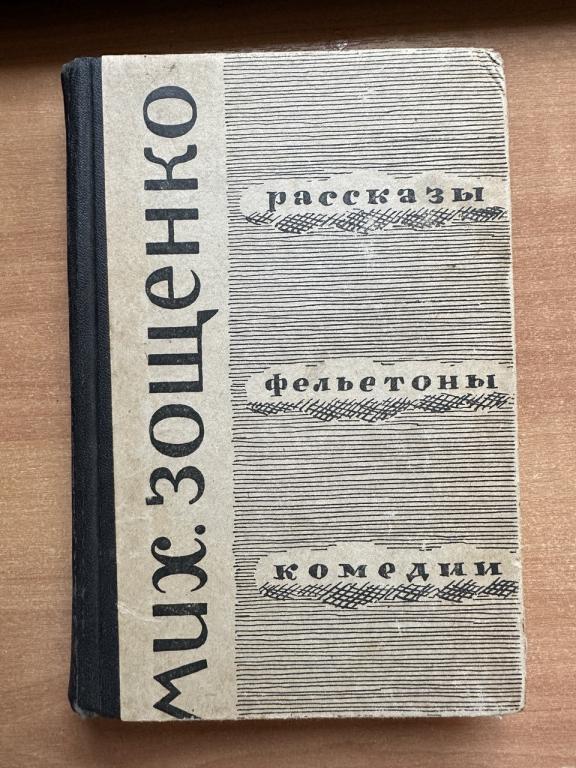 Мих. ЗОЩЕНКО
рассказы
фельетоны
комедии